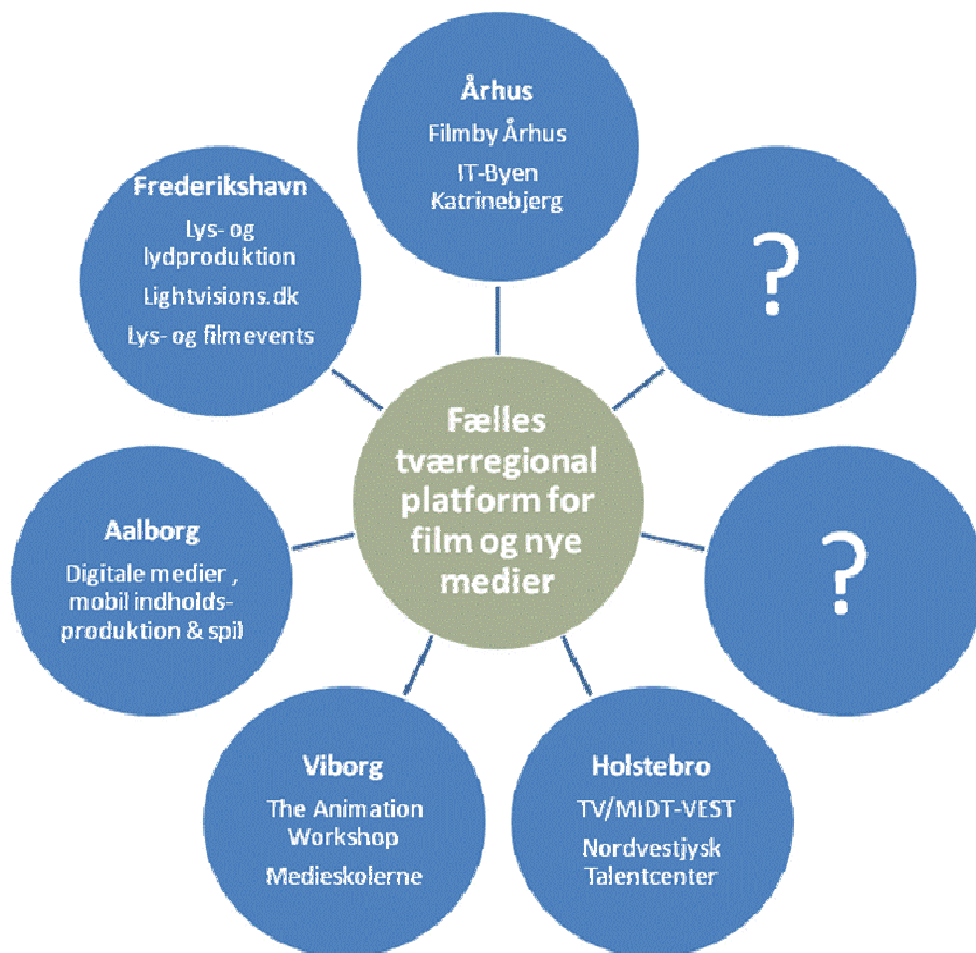 Århus
Filmby Århus
IT-Byen
Katrinebjerg
?
?
Holstebro
TV/MIDT-VEST
Nordvestjysk
Talentcenter
Viborg
The Animation
Workshop
Medieskolerne
Aalborg
Digitale medier ,
mobil indholds-
produktion & spil
Frederikshavn
Lys- og
lydproduktion
Lightvisions.dk
Lys- og filmevents
Fælles
tværregional
platform for
film og nye
medier